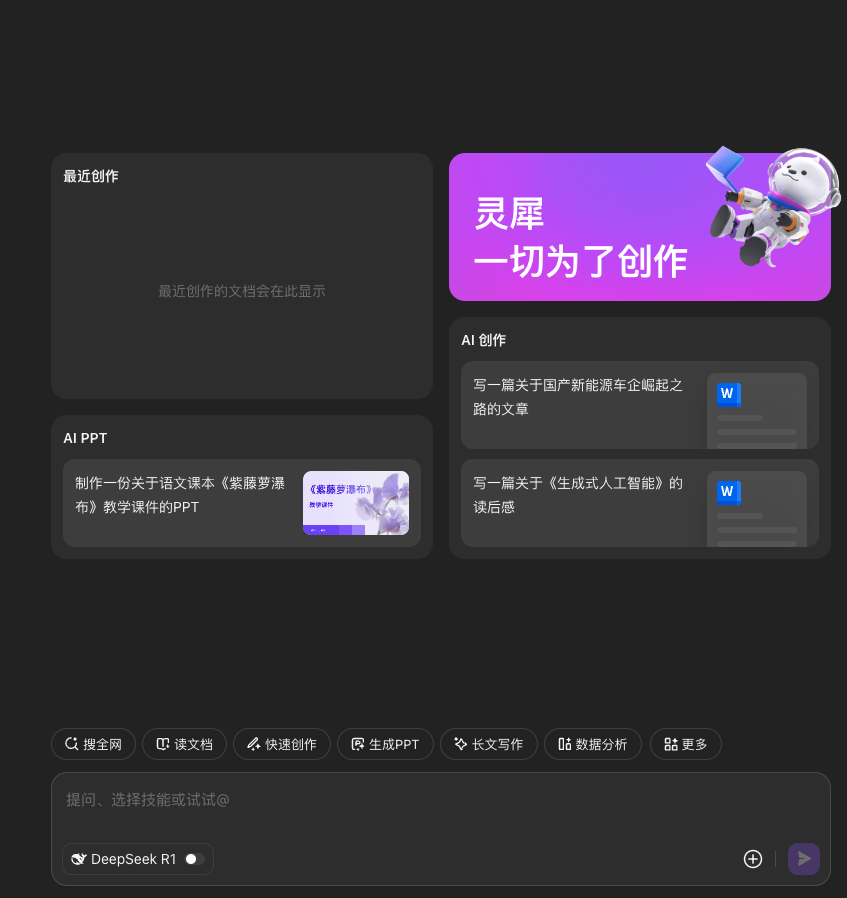 最近创作
最近创作的文档会在此显示
AI PPT
制作一份关于语文课本《紫藤萝瀑
布》教学课件的PPT
《紫藤萝瀑布》
教学课件
灵犀
一切为了创作
AI 创作
写一篇关于国产新能源车企崛起之
路的文章
W
写一篇关于《生成式人工智能》的
读后感
W
搜全网
读文档
快速创作
生成PPT
长文写作
数据分析
更多
提问、选择技能或试试@
DeepSeek R1